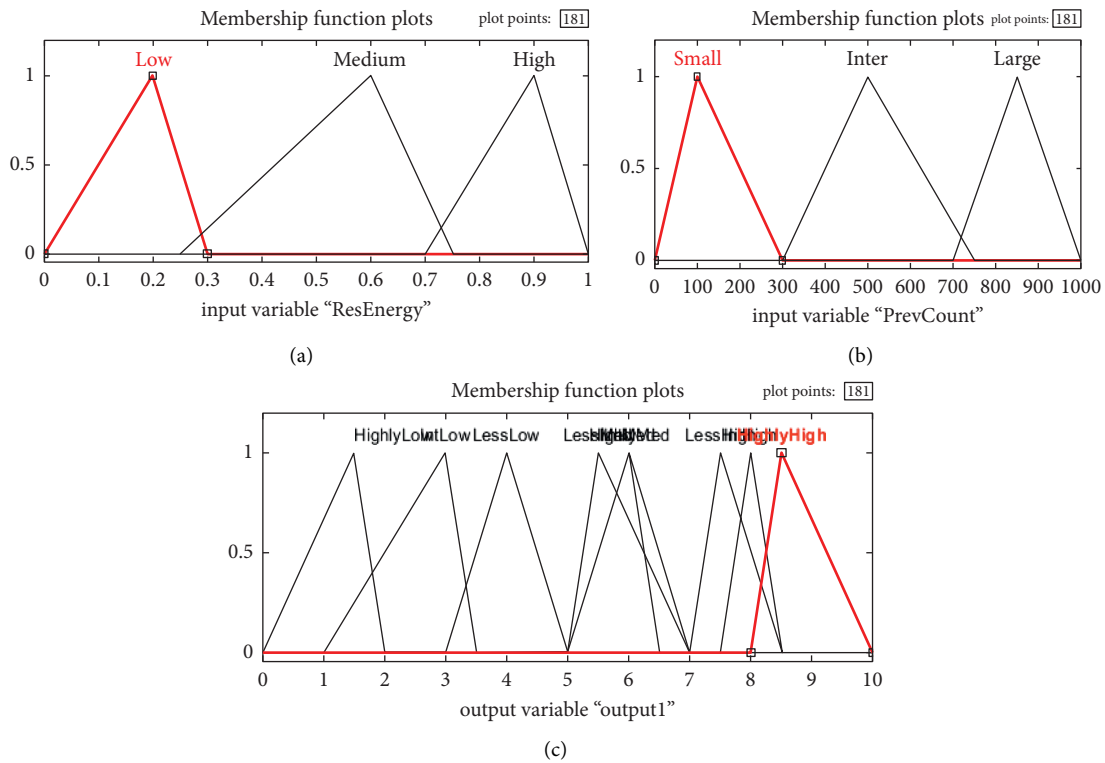 Membership function plots plot points: 181
Low Medium High
1
0.5
0
0 0.1 0.2 0.3 0.4 0.5 0.6 0.7 0.8 0.9 1
input variable “ResEnergy”
(a)
Membership function plots plot points: 181
Small Inter Large
1
0.5
0
0 100 200 300 400 500 600 700 800 900 1000
input variable “PrevCount”
(b)
Membership function plots plot points: 181
HighlyLow IntLow LessLow HighlyHigh
1
0.5
0
0 1 2 3 4 5 6 7 8 9 10
output variable “output1”
(c)